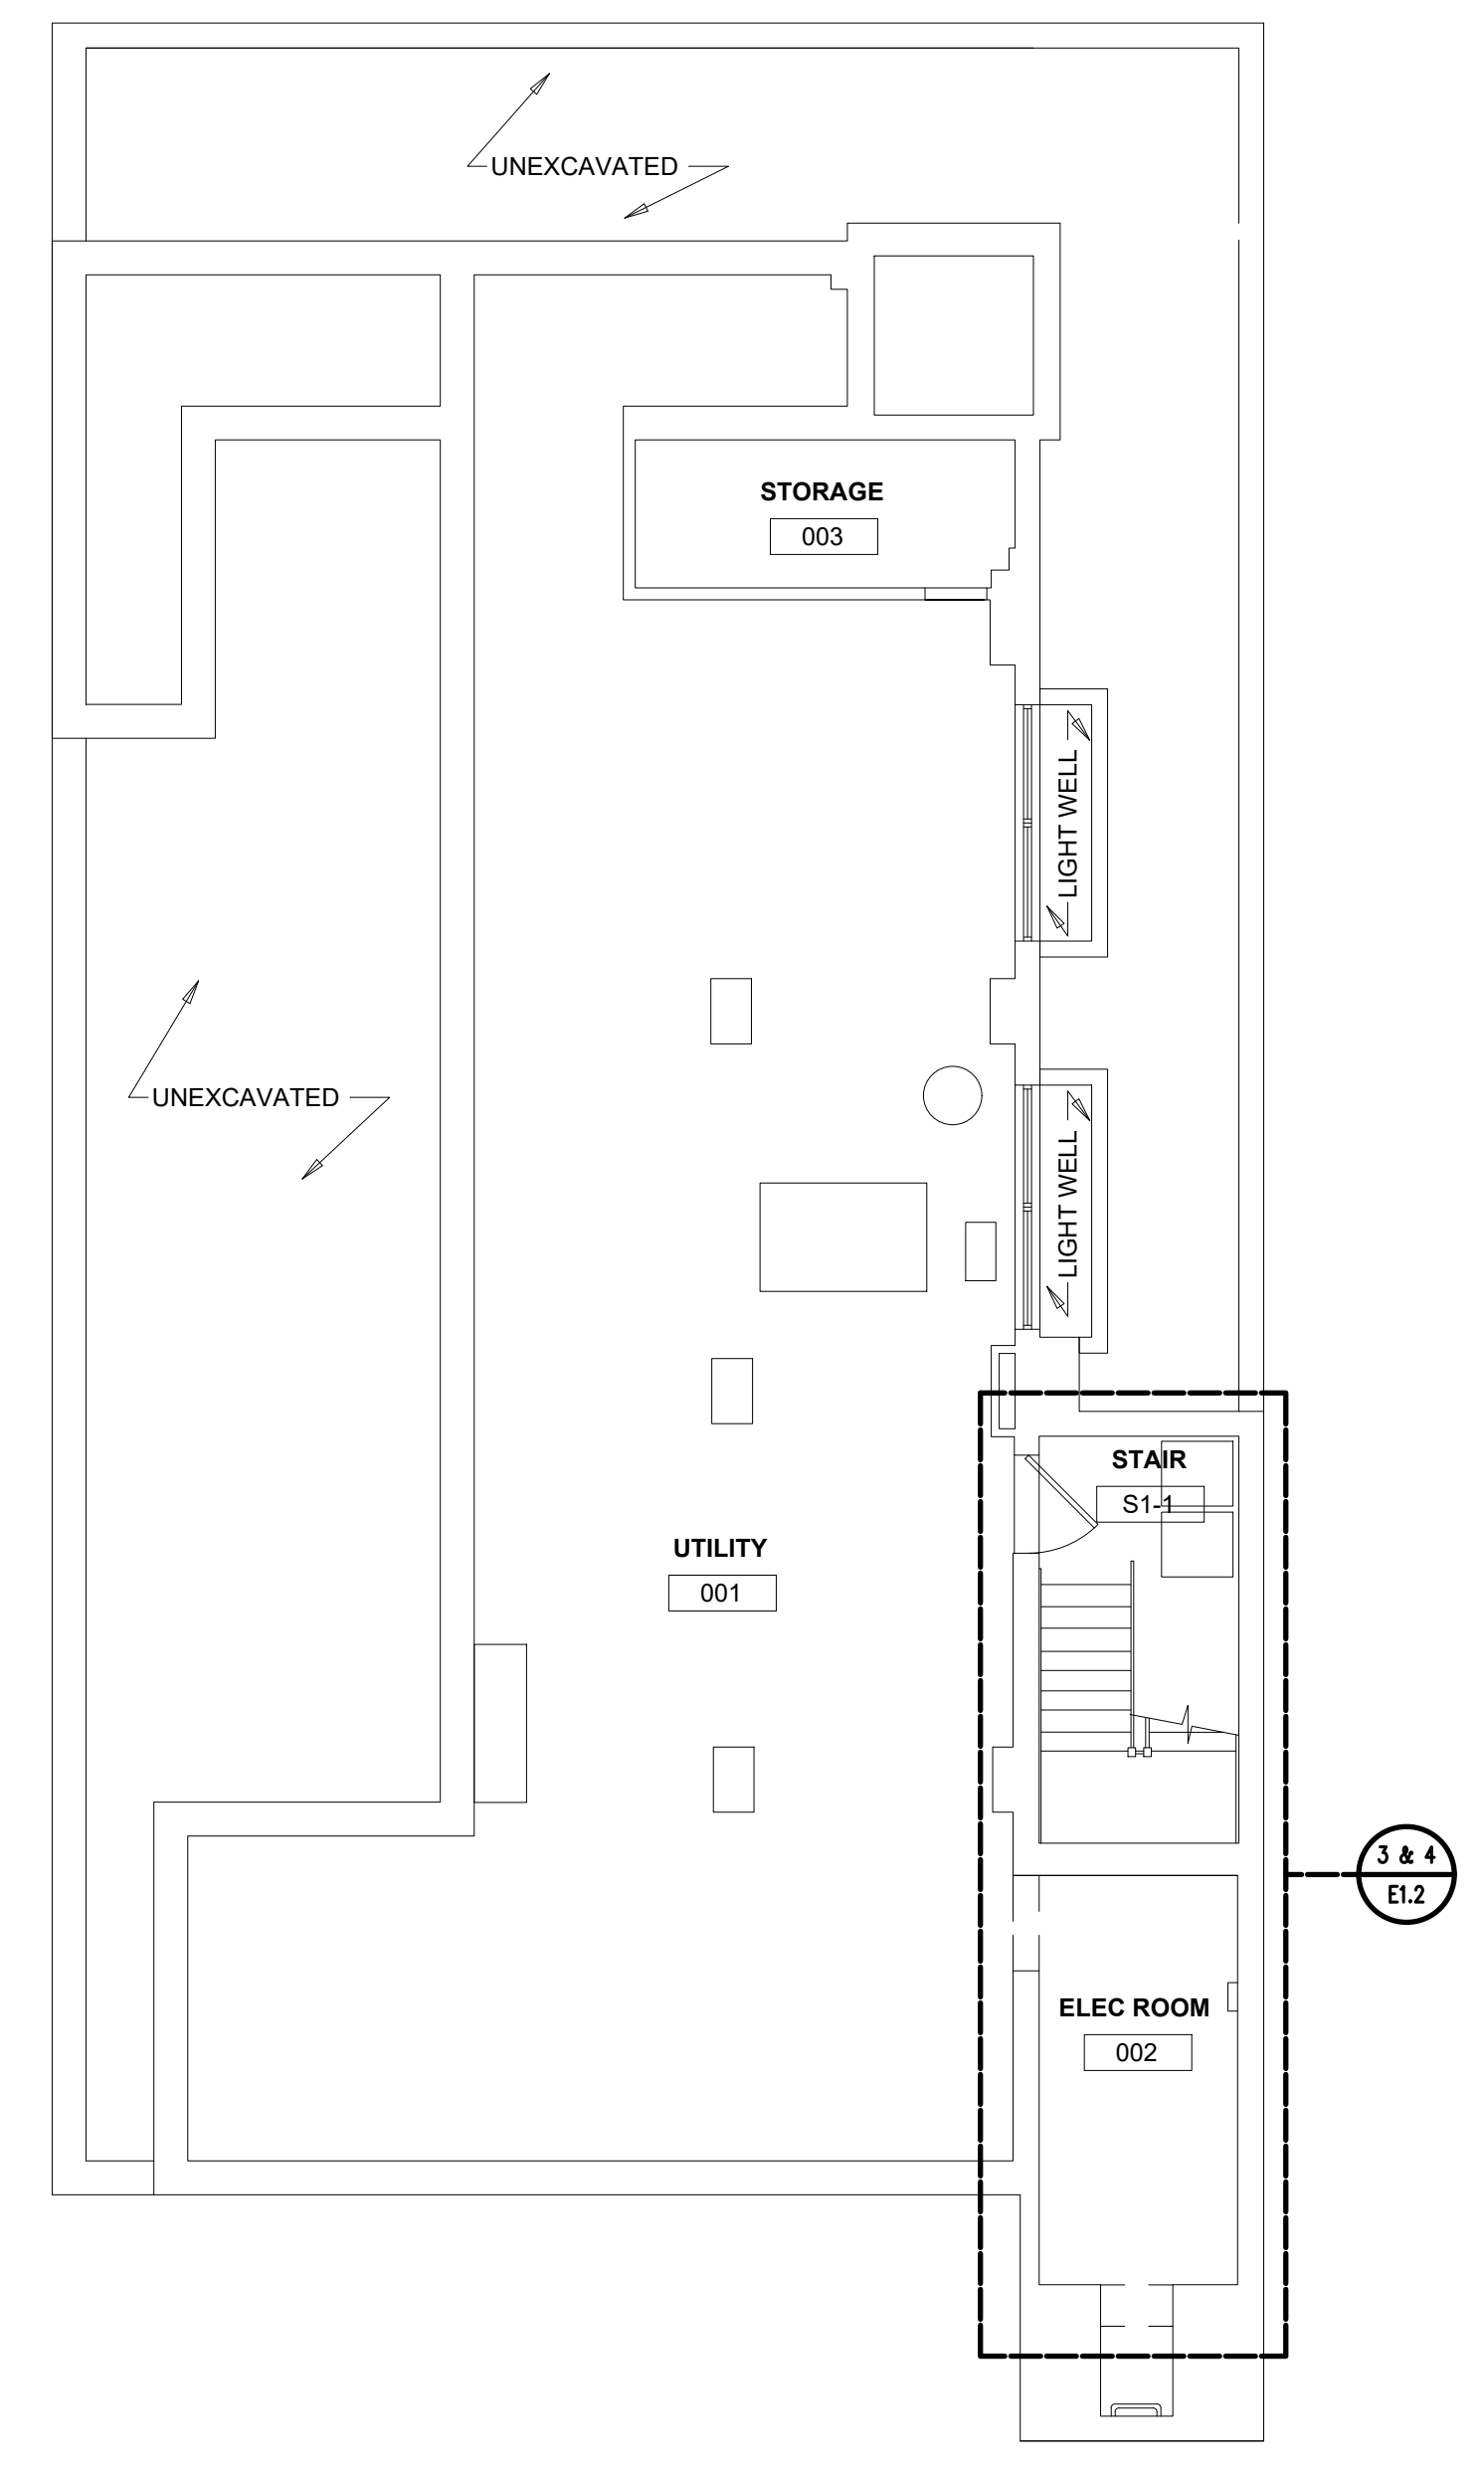 UNEXCAVATED
STORAGE
003
LIGHT WELL
UNEXCAVATED
LIGHT WELL
STAIR
S1-1
UTILITY
001
3 & 4
E1.2
ELEC ROOM
002